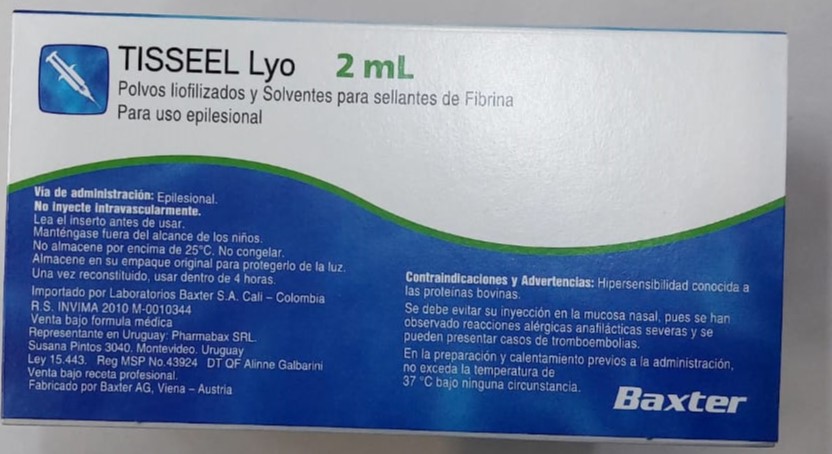 TISSEEL Lyo 2 mL
Polvos liofilizados y Solventes para sellantes de Fibrina
Para uso epilesional
Vía de administración: Epilesional.
No inyecte intravascularmente.
Lea el inserto antes de usar.
Manténgase fuera del alcance de los niños.
No almacene por encima de 25°C. No congelar.
Almacene en su empaque original para protegerlo de la luz.
Una vez reconstituido, usar dentro de 4 horas.
Importado por Laboratorios Baxter S.A. Cali – Colombia
R.S. INVIMA 2010 M-0010344
Venta bajo formula médica
Representante en Uruguay: Pharmabax SRL.
Susana Pintos 3040. Montevideo. Uruguay
Ley 15.443. Reg MSP No.43924 DT QF Alinne Galbarini
Venta bajo receta profesional.
Fabricado por Baxter AG, Viena – Austria
Contraindicaciones y Advertencias: Hipersensibilidad conocida a
las proteínas bovinas.
Se debe evitar su inyección en la mucosa nasal, pues se han
observado reacciones alérgicas anafilácticas severas y se
pueden presentar casos de tromboembolias.
En la preparación y calentamiento previos a la administración,
no exceda la temperatura de
37 °C bajo ninguna circunstancia.
Baxter